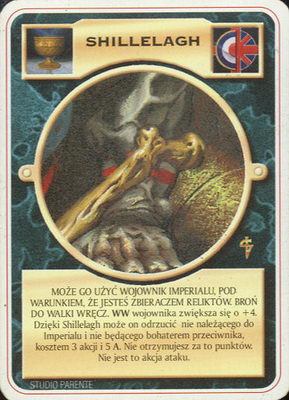 SHILLELAGH
MOŻE GO UŻYĆ WOJOWNIK IMPERIALU, POD
WARUNKIEM, ŻE JESTEŚ ZBIERACZEM RELIKTÓW. BROŃ
DO WALKI WRĘCZ. WW wojownika zwiększa się o +4.
Dzięki Shillelagh może on odrzucić nie należącego do
Imperialu i nie będącego bohaterem przeciwnika,
kosztem 3 akcji i 5 A. Nie otrzymujesz za to punktów.
Nie jest to akcja ataku.
STUDIO PARENTE